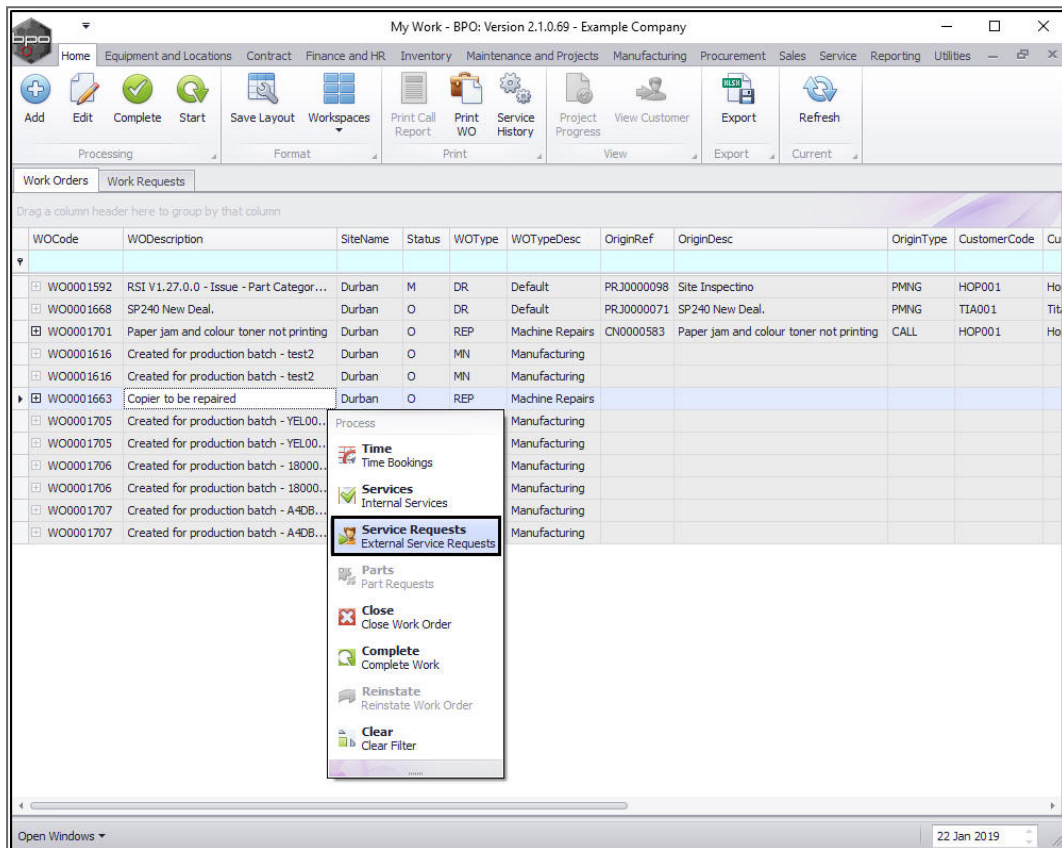 My Work - BPO: Version 2.1.0.69 - Example Company
bpo
Home Equipment and Locations Contract Finance and HR Inventory Maintenance and Projects Manufacturing Procurement Sales Service Reporting Utilities
XLSX
Add Edit Complete Start Save Layout Workspaces Print Call Report Print WO Service History Project Progress View Customer Export Refresh
Processing Format Print View Export Current
Work Orders Work Requests
Drag a column header here to group by that column
WOCode WODescription SiteName Status WOType WOTypeDesc OriginRef OriginDesc OriginType CustomerCode Cu
WO0001592 RSI V1.27.0.0 - Issue - Part Categor... Durban M DR Default PRJ0000098 Site Inspectino PMNG HOP001 Ho
WO0001668 SP240 New Deal. Durban O DR Default PRJ0000071 SP240 New Deal. PMNG TIA001 Tit
WO0001701 Paper jam and colour toner not printing Durban O REP Machine Repairs CN0000583 Paper jam and colour toner not printing CALL HOP001 Ho
WO0001616 Created for production batch - test2 Durban O MN Manufacturing
WO0001616 Created for production batch - test2 Durban O MN Manufacturing
WO0001663 Copier to be repaired Durban O REP Machine Repairs
WO0001705 Created for production batch - YEL00.. Manufacturing
WO0001705 Created for production batch - YEL00.. Manufacturing
WO0001706 Created for production batch - 18000.. Manufacturing
WO0001706 Created for production batch - 18000.. Manufacturing
WO0001707 Created for production batch - A4DB... Manufacturing
WO0001707 Created for production batch - A4DB... Manufacturing
Process
Time
Time Bookings
Services
Internal Services
Service Requests
External Service Requests
Parts
Part Requests
Close
Close Work Order
Complete
Complete Work
Reinstate
Reinstate Work Order
Clear
Clear Filter
Open Windows
22 Jan 2019